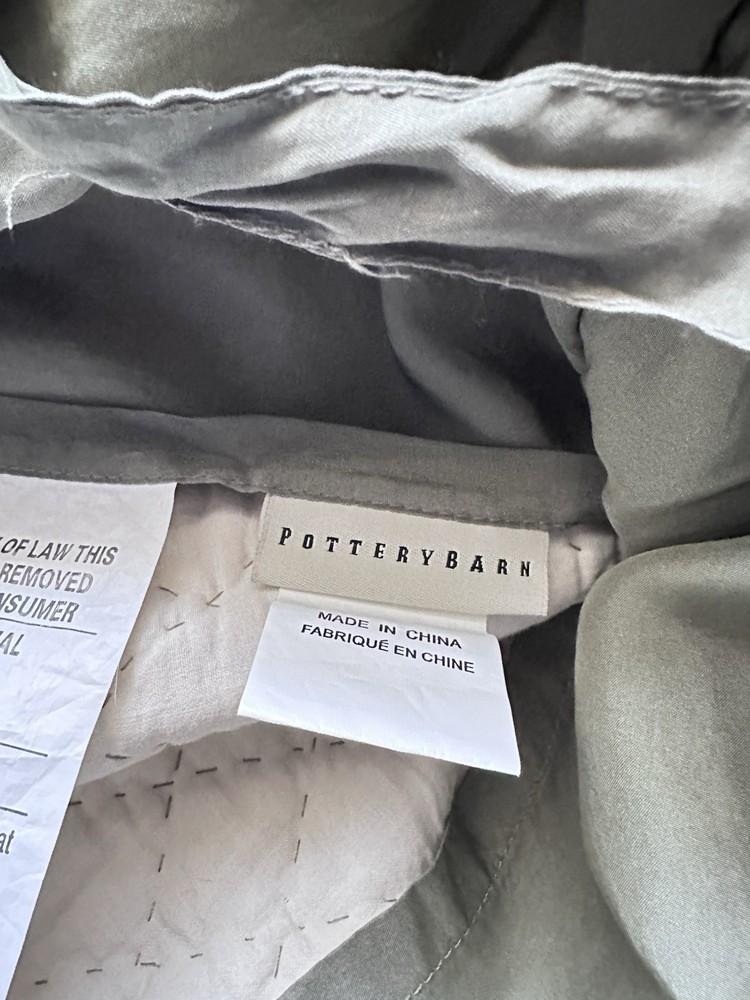 OF LAW THIS
REMOVED
NSUMER
AL
at
POTTERYBARN
MADE IN CHINA
FABRIQUÉ EN CHINE